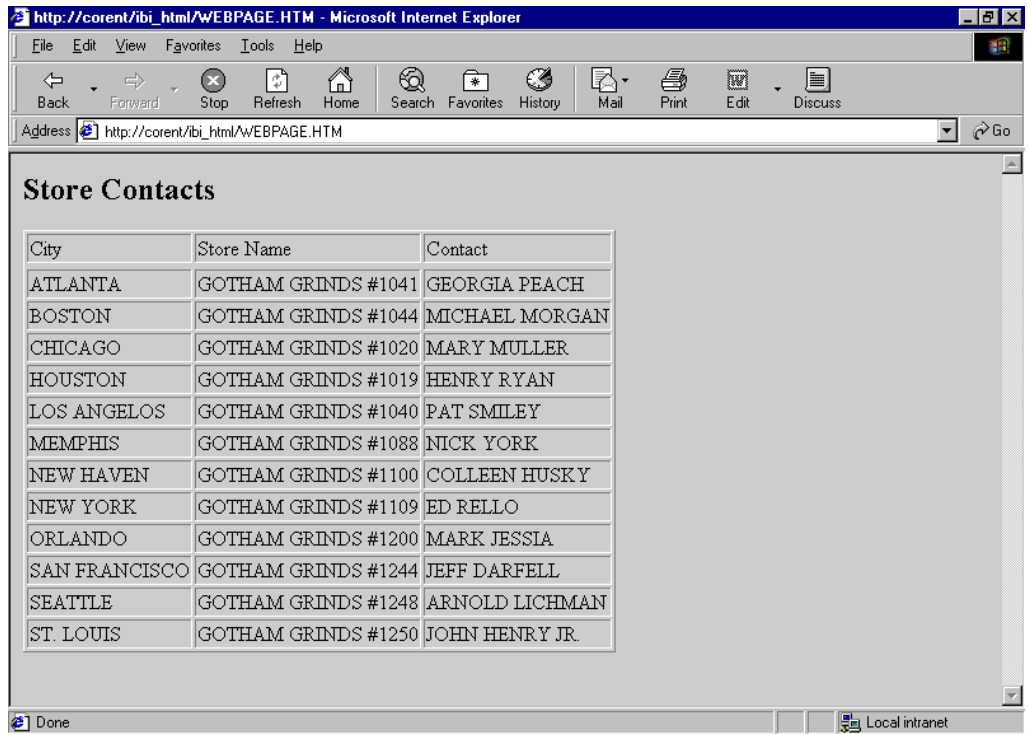 http://corent/ibi_html/WEBPAGE.HTM - Microsoft Internet Explorer
File Edit View Favorites Tools Help
Back Forward Stop Refresh Home Search Favorites History Mail Print Edit Discuss
Address http://corent/ibi_html/WEBPAGE.HTM Go
Store Contacts
City Store Name Contact
ATLANTA GOTHAM GRINDS #1041 GEORGIA PEACH
BOSTON GOTHAM GRINDS #1044 MICHAEL MORGAN
CHICAGO GOTHAM GRINDS #1020 MARY MULLER
HOUSTON GOTHAM GRINDS #1019 HENRY RYAN
LOS ANGELOS GOTHAM GRINDS #1040 PAT SMILEY
MEMPHIS GOTHAM GRINDS #1088 NICK YORK
NEW HAVEN GOTHAM GRINDS #1100 COLLEEN HUSKY
NEW YORK GOTHAM GRINDS #1109 ED RELLO
ORLANDO GOTHAM GRINDS #1200 MARK JESSIA
SAN FRANCISCO GOTHAM GRINDS #1244 JEFF DARFELL
SEATTLE GOTHAM GRINDS #1248 ARNOLD LICHMAN
ST. LOUIS GOTHAM GRINDS #1250 JOHN HENRY JR.
Done Local intranet